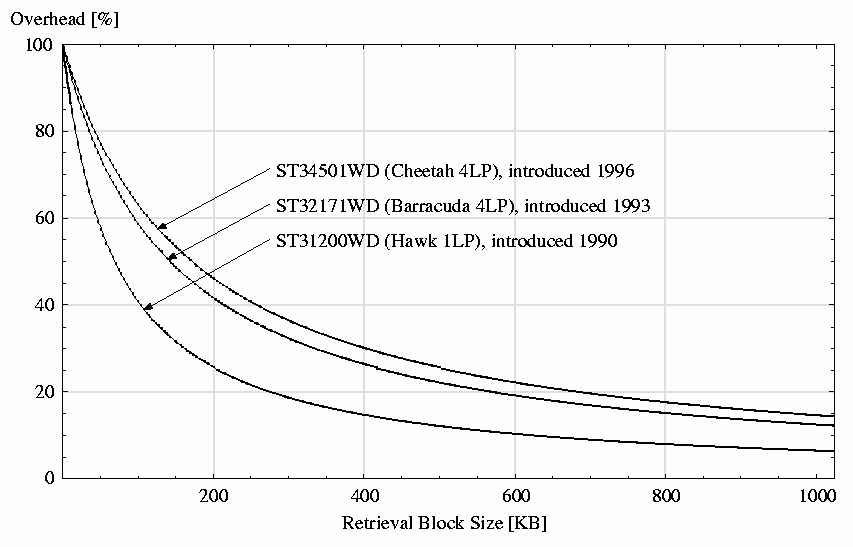 Overhead [%]
100
80
60
40
20
0
ST34501WD (Cheetah 4LP), introduced 1996
ST32171WD (Barracuda 4LP), introduced 1993
ST31200WD (Hawk 1LP), introduced 1990
200 400 600 800 1000
Retrieval Block Size [KB]